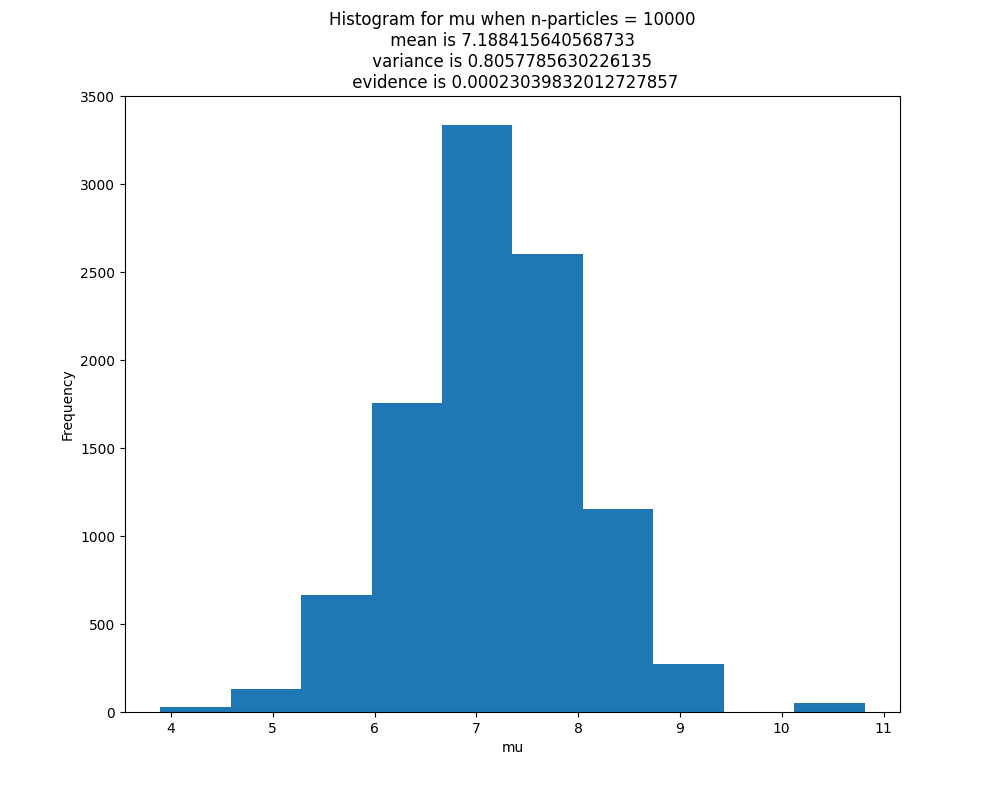 Histogram for mu when n-particles = 10000
mean is 7.188415640568733
variance is 0.8057785630226135
evidence is 0.00023039832012727857
3500
3000
2500
2000
1500
1000
500
0
Frequency
4 5 6 7 8 9 10 11
mu